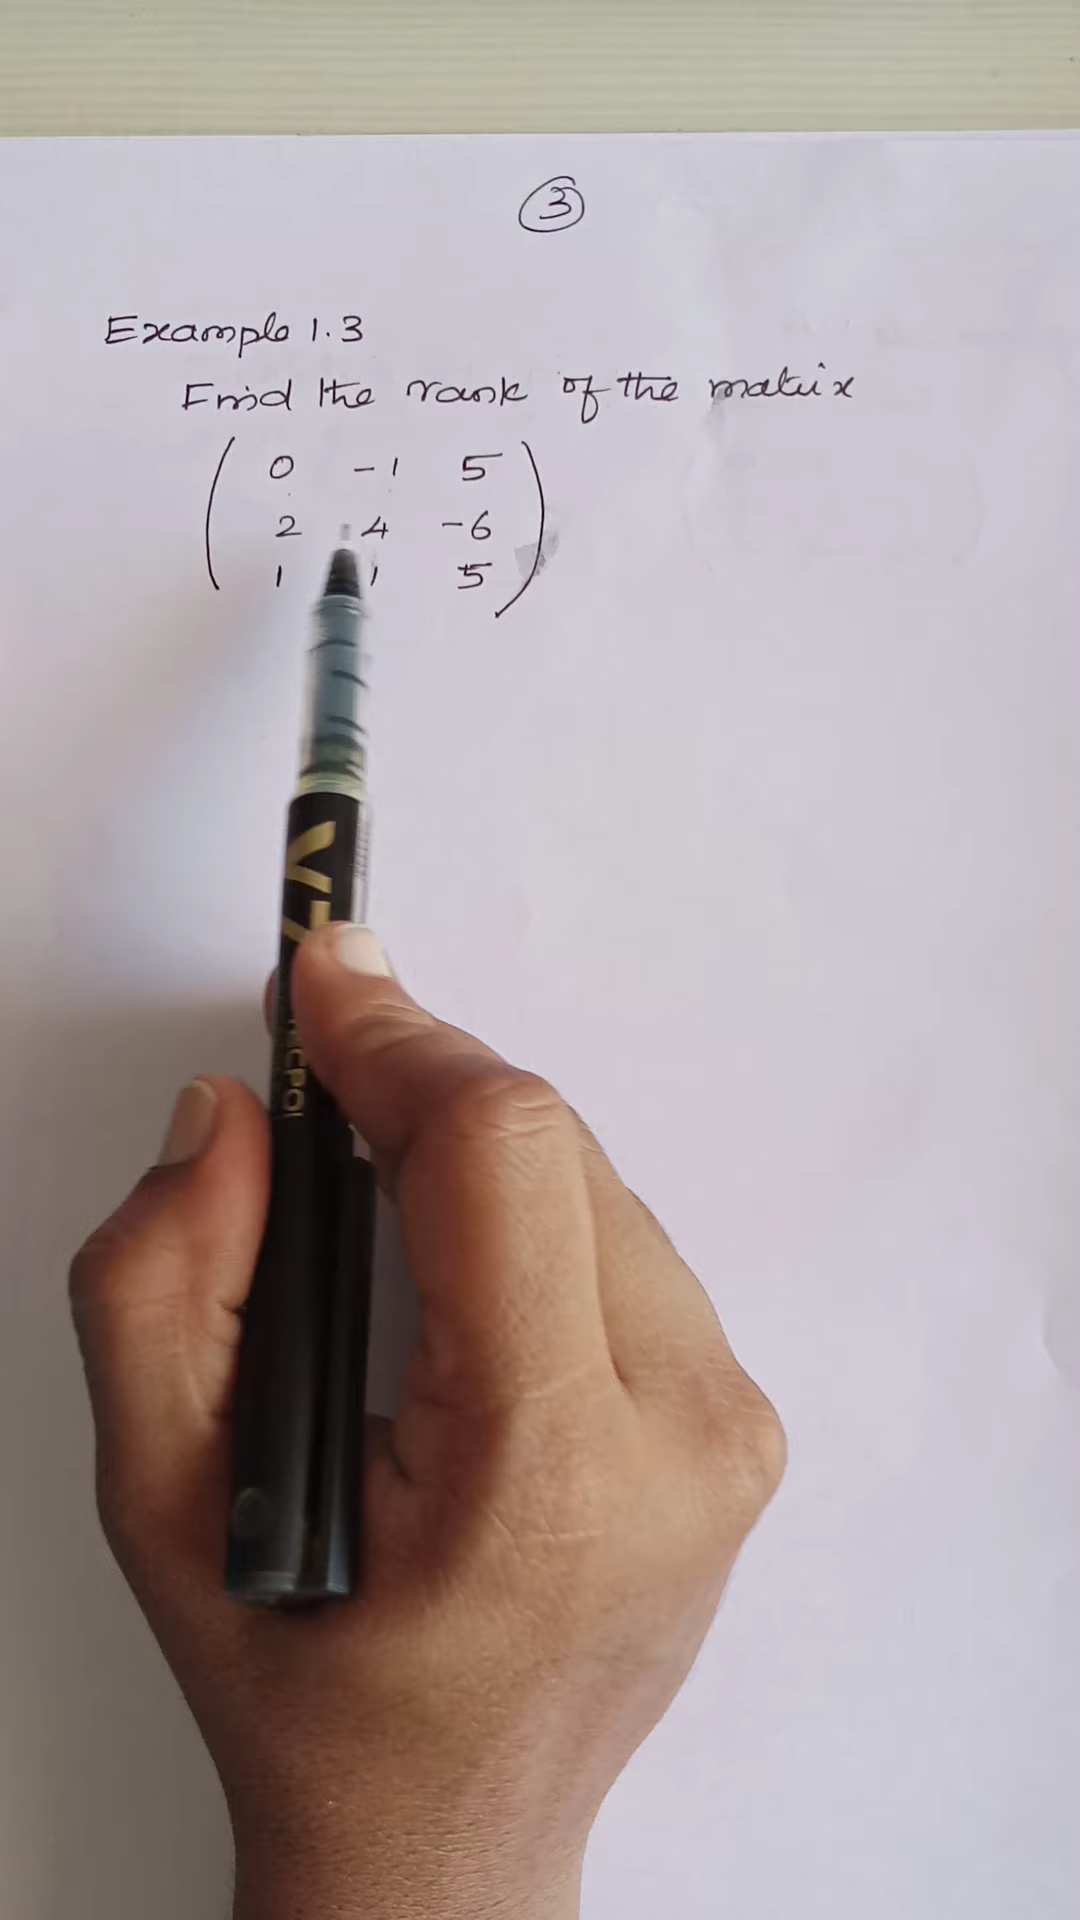 3
Example 1.3
Find the rank of the matrix
0 -1 5
2 4 -6
1 1 5
V7